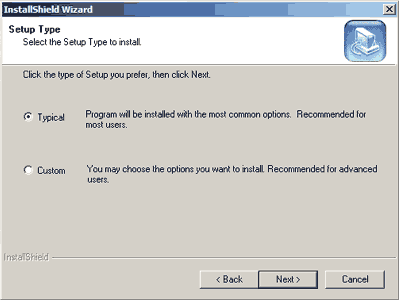 InstallShield Wizard
Setup Type
Select the Setup Type to install.
Click the type of Setup you prefer, then click Next.
Typical
Program will be installed with the most common options. Recommended for
most users.
Custom
You may choose the options you want to install. Recommended for advanced
users.
InstallShield
< Back
Next >
Cancel